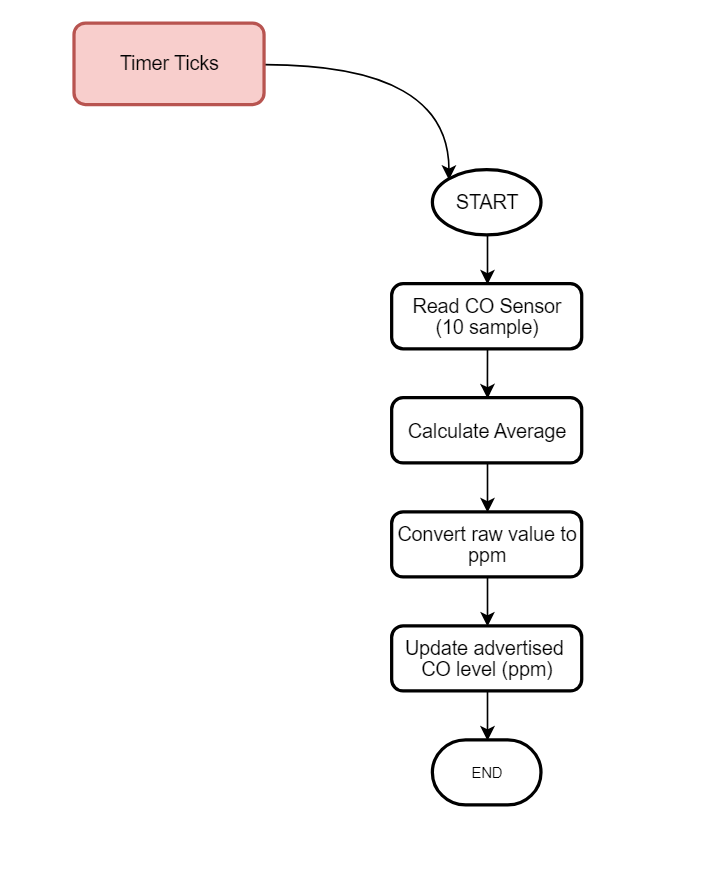 Timer Ticks
START
Read CO Sensor
(10 sample)
Calculate Average
Convert raw value to
ppm
Update advertised
CO level (ppm)
END